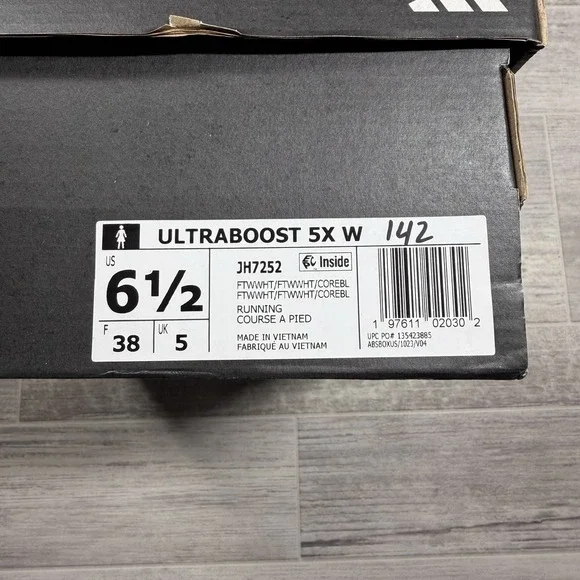 ULTRABOOST 5X W 142
US
6½
F
38
UK
5
JH7252 Inside
FTWWHT/FTWWHT/COREBL
FTWWHT/FTWWHT/COREBL
RUNNING
COURSE A PIED
MADE IN VIETNAM
FABRIQUÉ AU VIETNAM
1 97611 02030 2
UPC PO# 135423885
ABSBOXUS/1023/V04